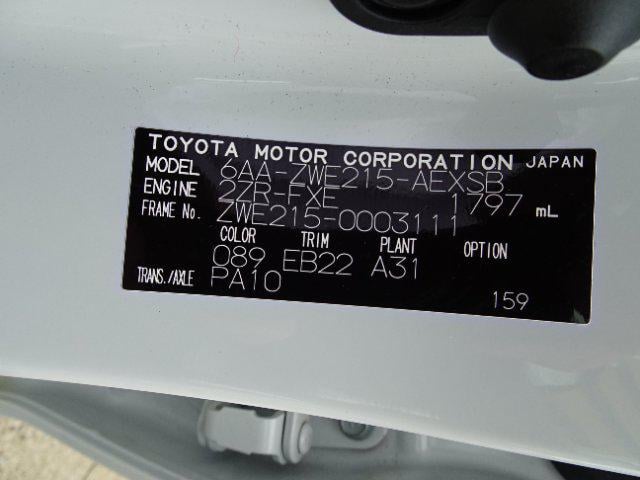 TOYOTA MOTOR CORPORATION JAPAN
MODEL 6AA-ZWE215-AEXSB
ENGINE 2ZR-FXE 1797 mL
FRAME No. ZWE215-0003111
COLOR TRIM PLANT OPTION
089 EB22 A31
TRANS./AXLE PA10
159